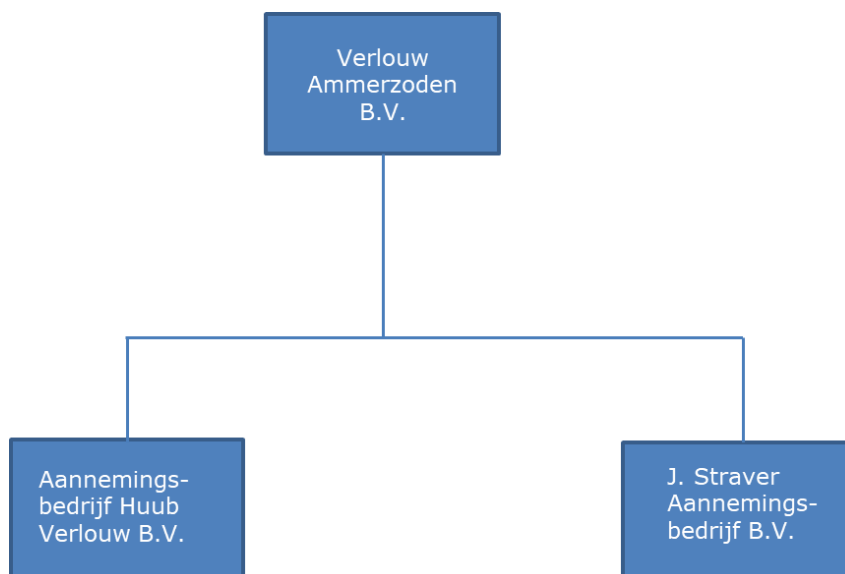 Verlouw
Ammerzoden
B.V.
Aannemings-
bedrijf Huub
Verlouw B.V.
J. Straver
Aannemings-
bedrijf B.V.